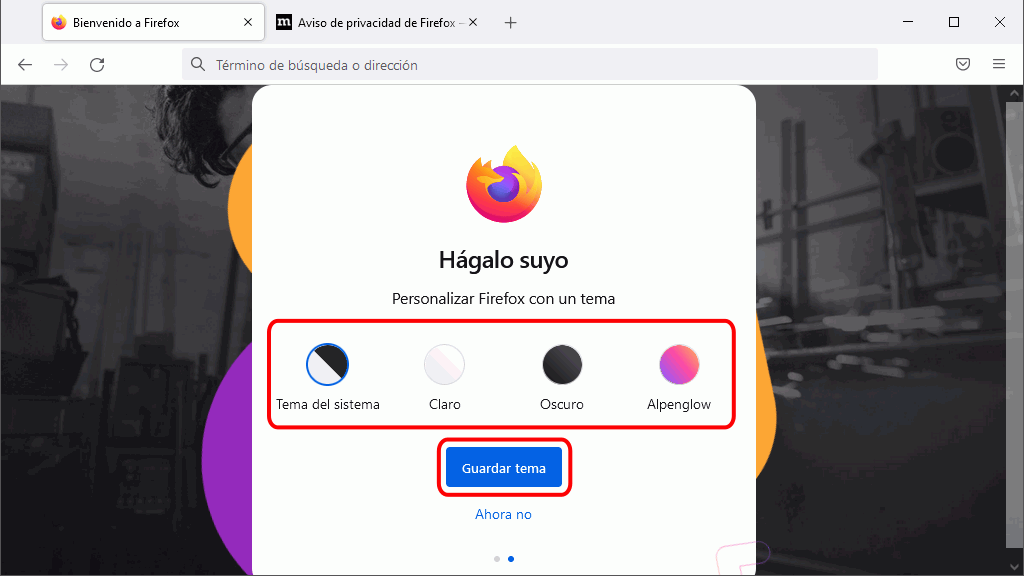 Bienvenido a Firefox
m Aviso de privacidad de Firefox –
Término de búsqueda o dirección
Hágalo suyo
Personalizar Firefox con un tema
Tema del sistema
Claro
Oscuro
Alpenglow
Guardar tema
Ahora no